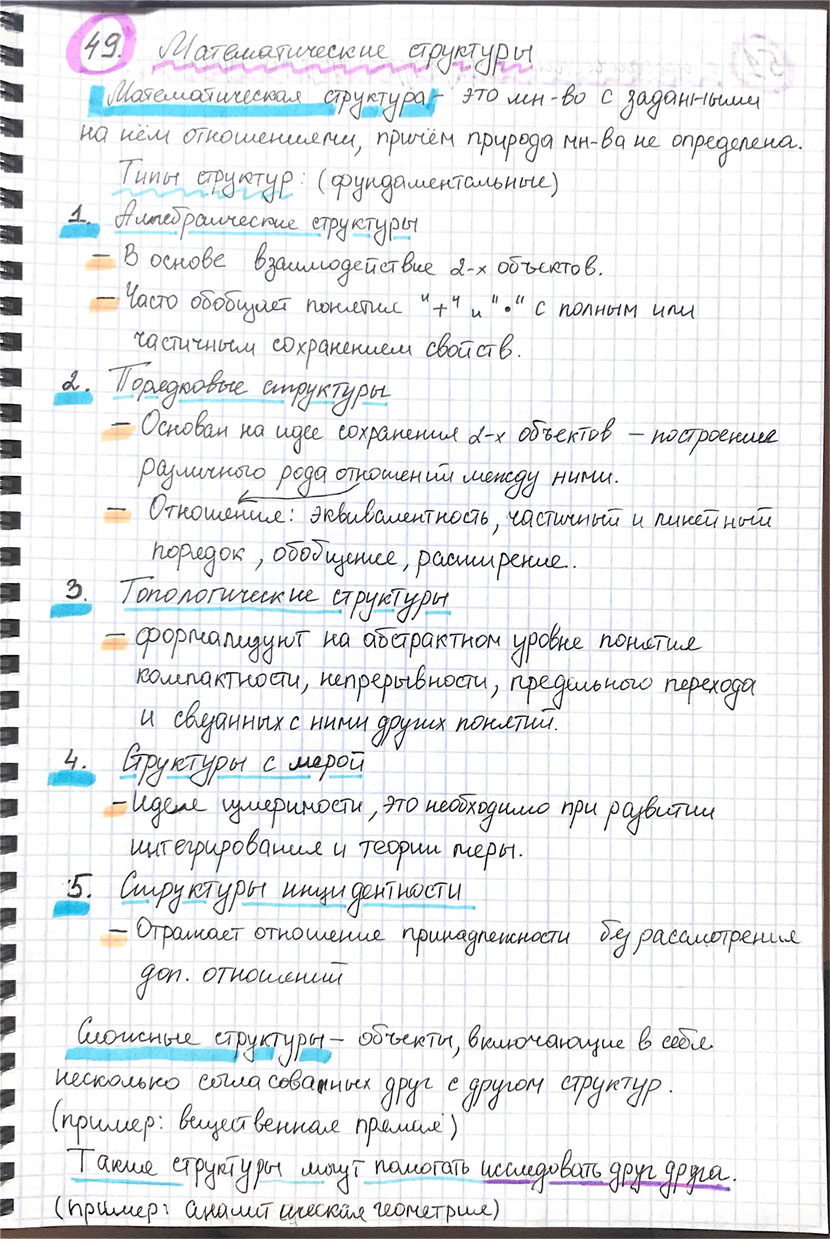 49. Математические структуры
Математическая структура - это мн-во с заданными
на нём отношениями, причём природа мн-ва не определена.
Типы структур: (фундаментальные)
1. Алгебраические структуры
- В основе взаимодействие 2-х объектов.
- Часто обобщает понятия "+" и "•" с полным или
частичным сохранением свойств.
2. Порядковые структуры
- Основан на идее сохранения 2-х объектов - построение
различного рода отношений между ними.
- Отношения: эквивалентность, частичный и линейный
порядок, обобщение, расширение.
3. Топологические структуры
- формализуют на абстрактном уровне понятия
компактности, непрерывности, предельного перехода
и связанных с ними других понятий.
4. Структуры с мерой
- Идея измеримости, это необходимо при развитии
интегрирования и теории меры.
5. Структуры инцидентности
- Отражает отношение принадлежности без рассмотрения
доп. отношений
Сложные структуры - объекты, включающие в себя
несколько согласованных друг с другом структур.
(пример: вещественная прямая)
Такие структуры могут помогать исследовать друг друга.
(пример: аналитическая геометрия)